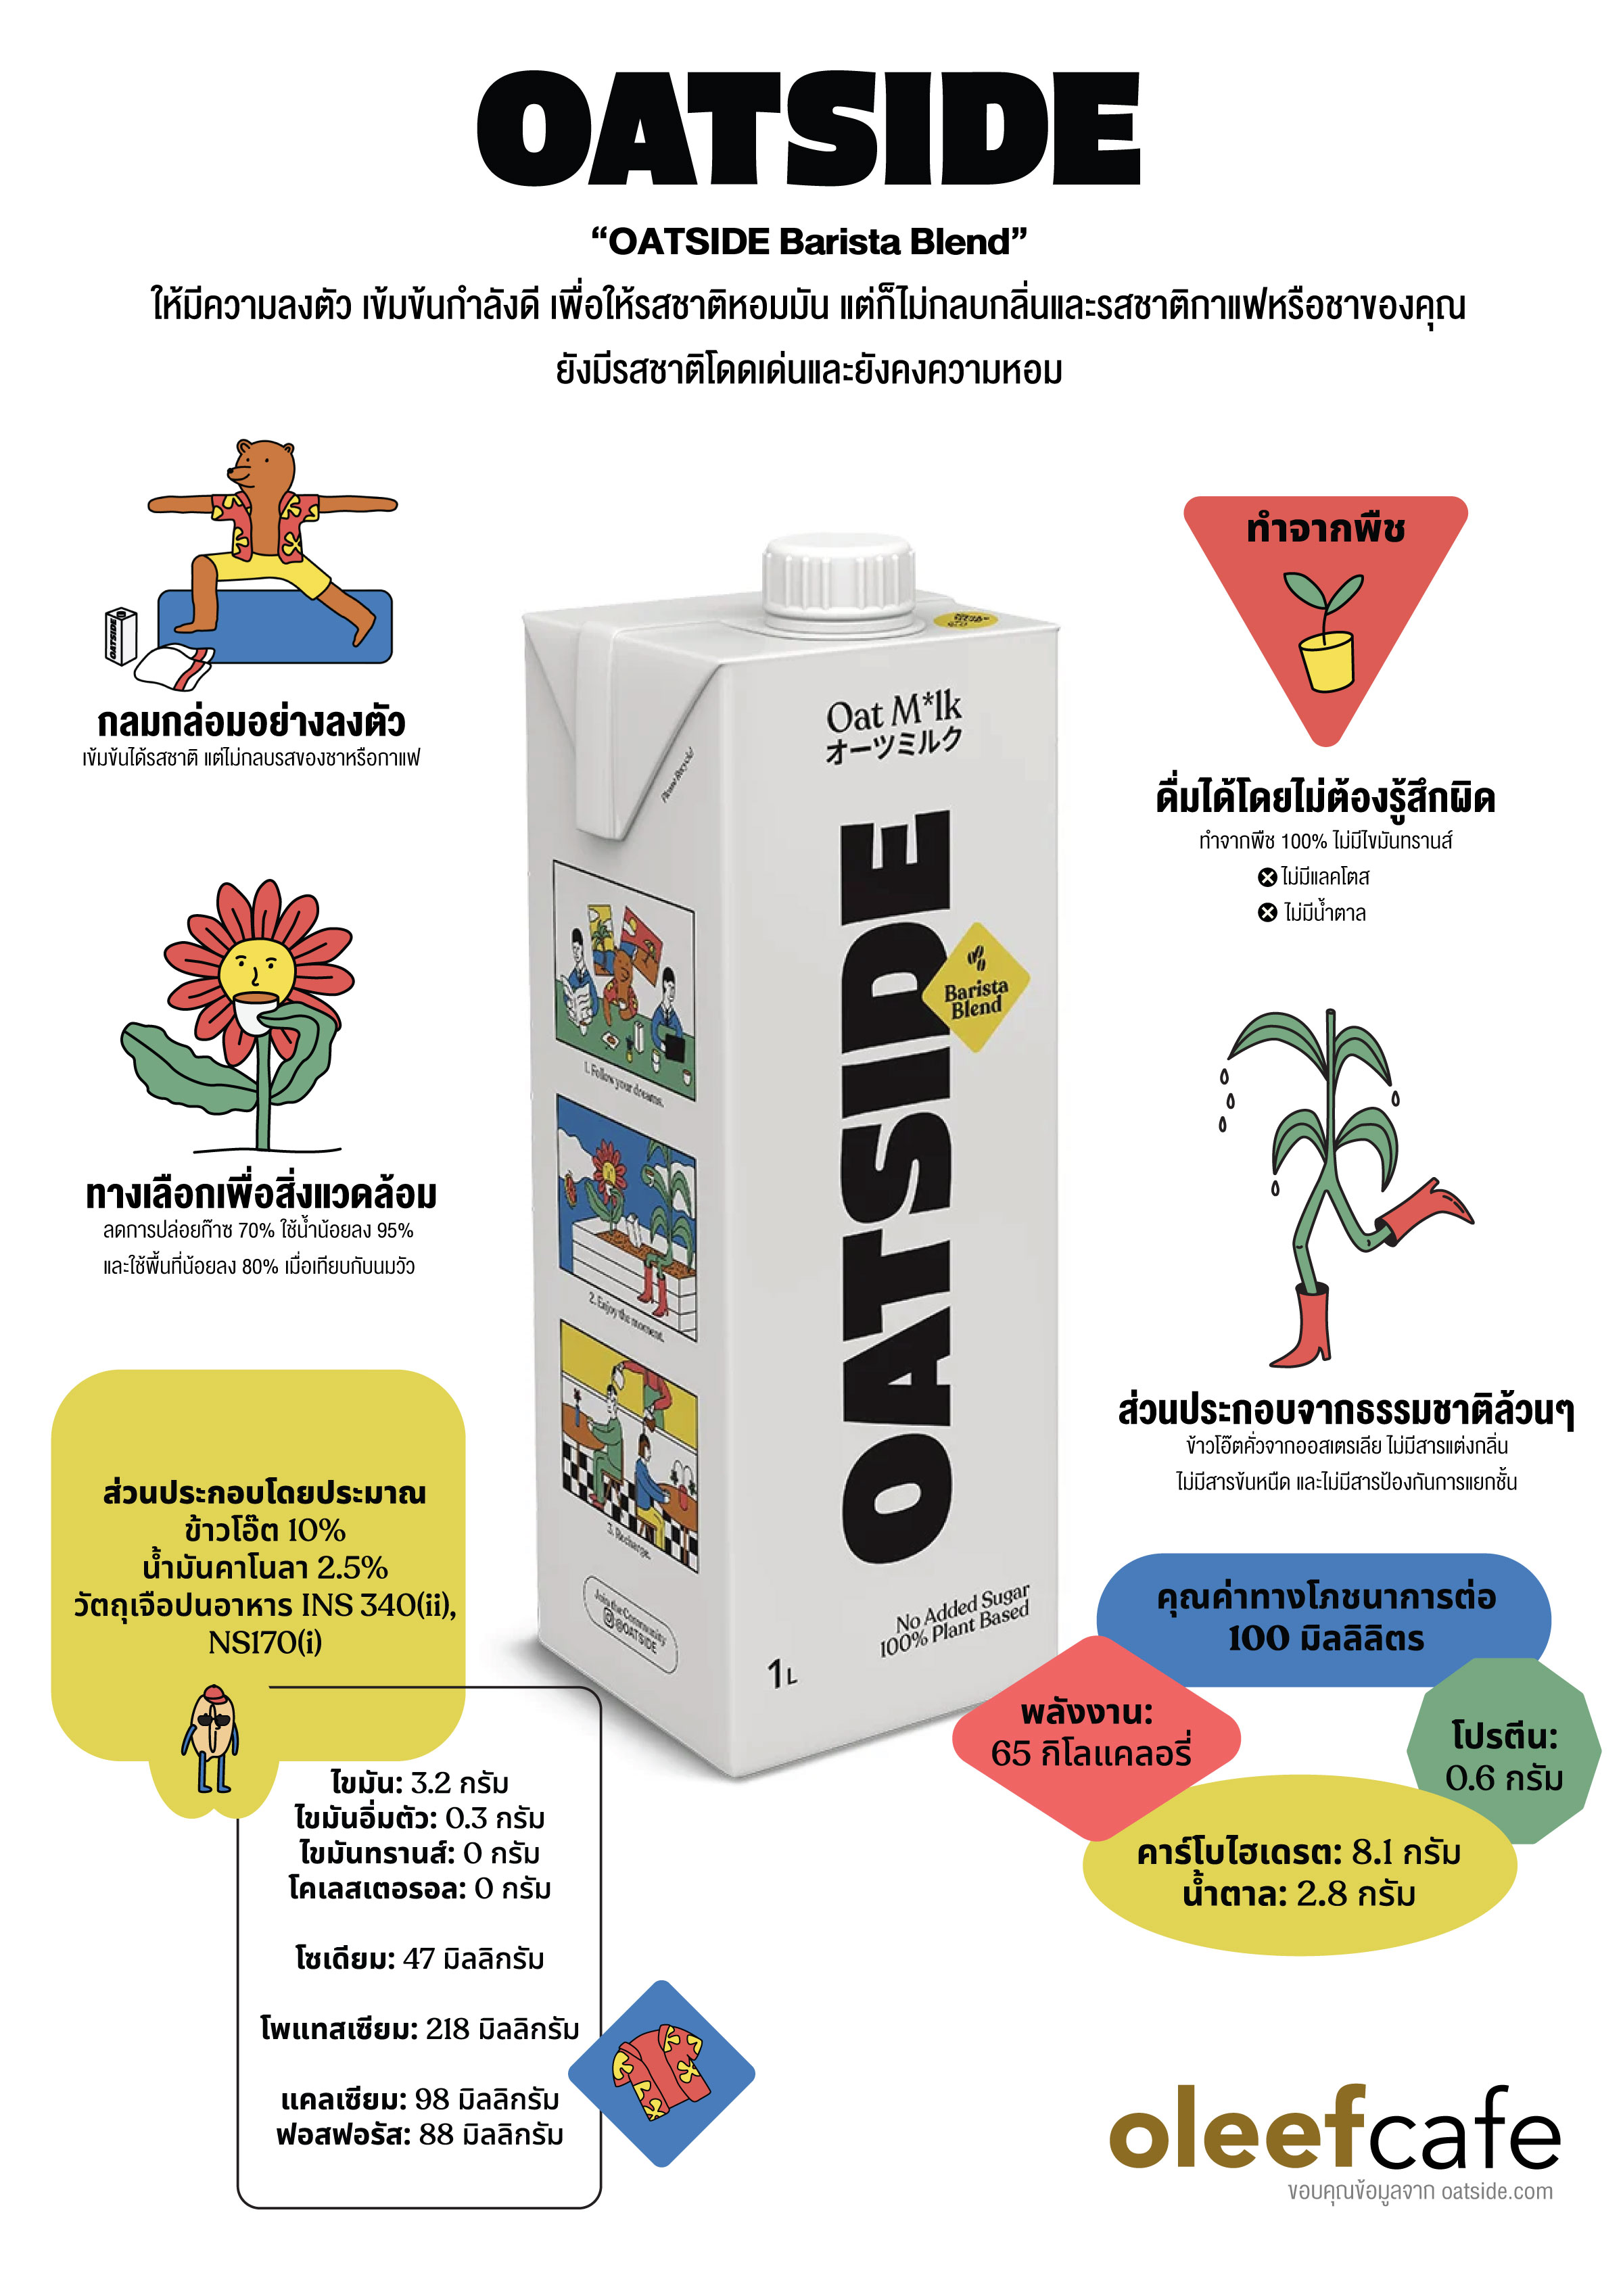 OATSIDE
“OATSIDE Barista Blend”
ให้มีความลงตัว เข้มข้นกำลังดี เพื่อให้รสชาติหอมมัน แต่ก็ไม่กลบกลิ่นและรสชาติกาแฟหรือชาของคุณ
ยังมีรสชาติโดดเด่นและยังคงความหอม
OATSIDE
กลมกล่อมอย่างลงตัว
เข้มข้นได้รสชาติ แต่ไม่กลบรสของชาหรือกาแฟ
ทำจากพืช
ดื่มได้โดยไม่ต้องรู้สึกผิด
ทำจากพืช 100% ไม่มีไขมันทรานส์
ไม่มีแลคโตส
ไม่มีน้ำตาล
Oat M*lk
オーツミルク
Please Recycle!
OATSIDE
Barista
Blend
1. Follow your dreams.
2. Enjoy the moment.
3. Recharge.
Join the Community
@OATSIDE
No Added Sugar
100% Plant Based
1L
ทางเลือกเพื่อสิ่งแวดล้อม
ลดการปล่อยก๊าซ 70% ใช้น้ำน้อยลง 95%
และใช้พื้นที่น้อยลง 80% เมื่อเทียบกับนมวัว
ส่วนประกอบจากธรรมชาติล้วนๆ
ข้าวโอ๊ตคั่วจากออสเตรเลีย ไม่มีสารแต่งกลิ่น
ไม่มีสารข้นหนืด และไม่มีสารป้องกันการแยกชั้น
ส่วนประกอบโดยประมาณ
ข้าวโอ๊ต 10%
น้ำมันคาโนลา 2.5%
วัตถุเจือปนอาหาร INS 340(ii),
NS170(i)
คุณค่าทางโภชนาการต่อ
100 มิลลิลิตร
พลังงาน:
65 กิโลแคลอรี่
โปรตีน:
0.6 กรัม
คาร์โบไฮเดรต: 8.1 กรัม
น้ำตาล: 2.8 กรัม
ไขมัน: 3.2 กรัม
ไขมันอิ่มตัว: 0.3 กรัม
ไขมันทรานส์: 0 กรัม
โคเลสเตอรอล: 0 กรัม
โซเดียม: 47 มิลลิกรัม
โพแทสเซียม: 218 มิลลิกรัม
แคลเซียม: 98 มิลลิกรัม
ฟอสฟอรัส: 88 มิลลิกรัม
oleefcafe
ขอบคุณข้อมูลจาก oatside.com